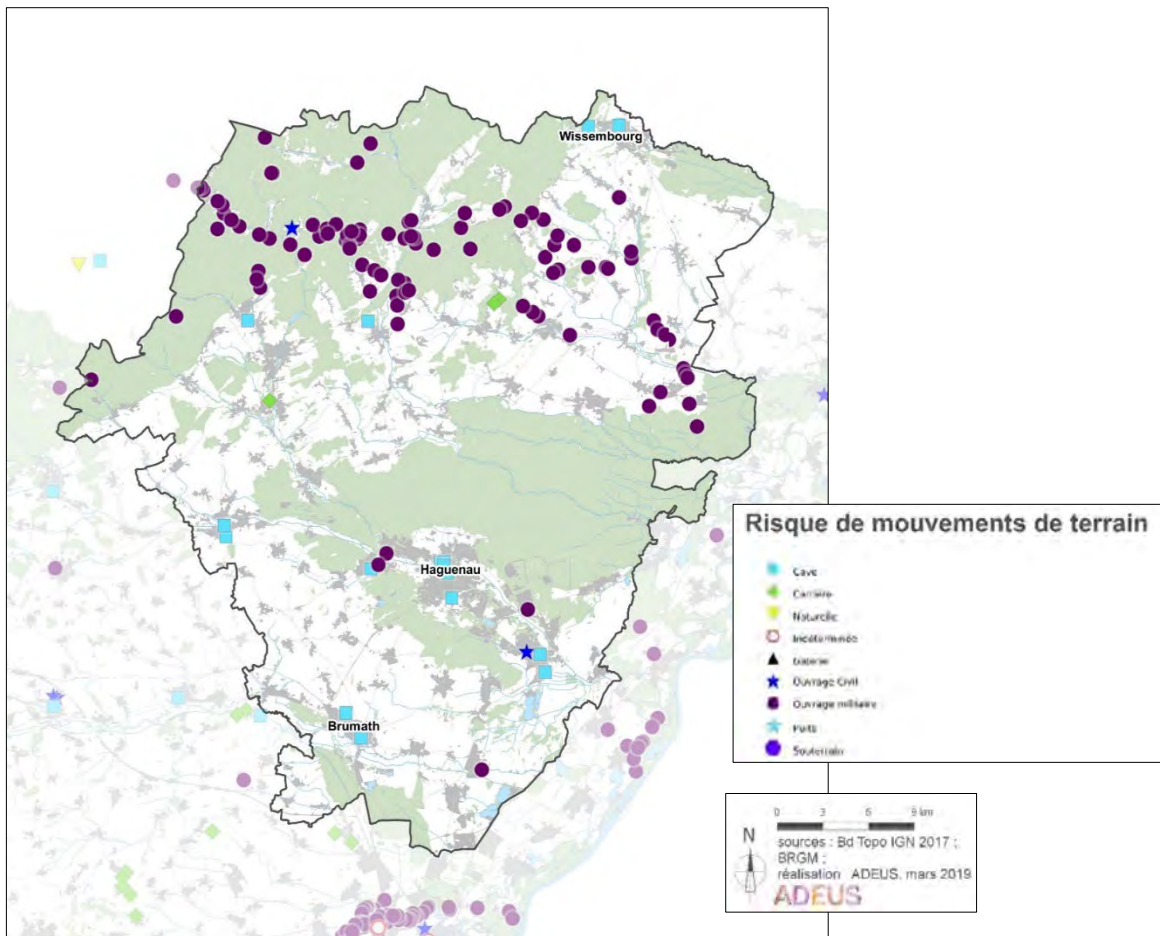 Wissembourg
Haguenau
Brumath
Risque de mouvements de terrain
Cave
Carrière
Naturelle
Indéterminée
Galerie
Ouvrage Civil
Ouvrage militaire
Puits
Souterrain
0 3 6 9 km
N
sources : Bd Topo IGN 2017 ;
BRGM ;
réalisation ADEUS, mars 2019
ADEUS